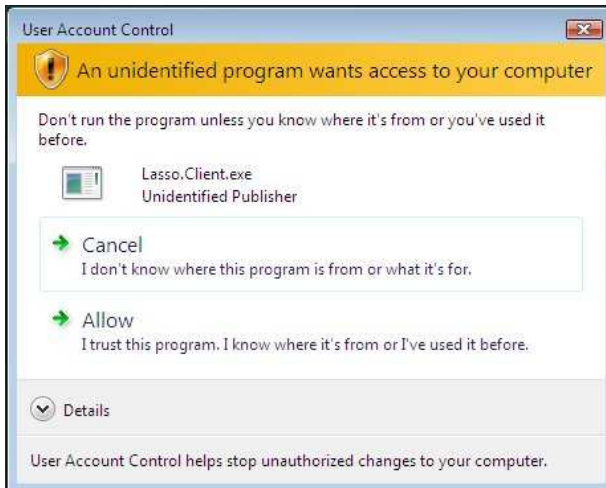 User Account Control
An unidentified program wants access to your computer
Don't run the program unless you know where it's from or you've used it
before.
Lasso.Client.exe
Unidentified Publisher
Cancel
I don't know where this program is from or what it's for.
Allow
I trust this program. I know where it's from or I've used it before.
Details
User Account Control helps stop unauthorized changes to your computer.